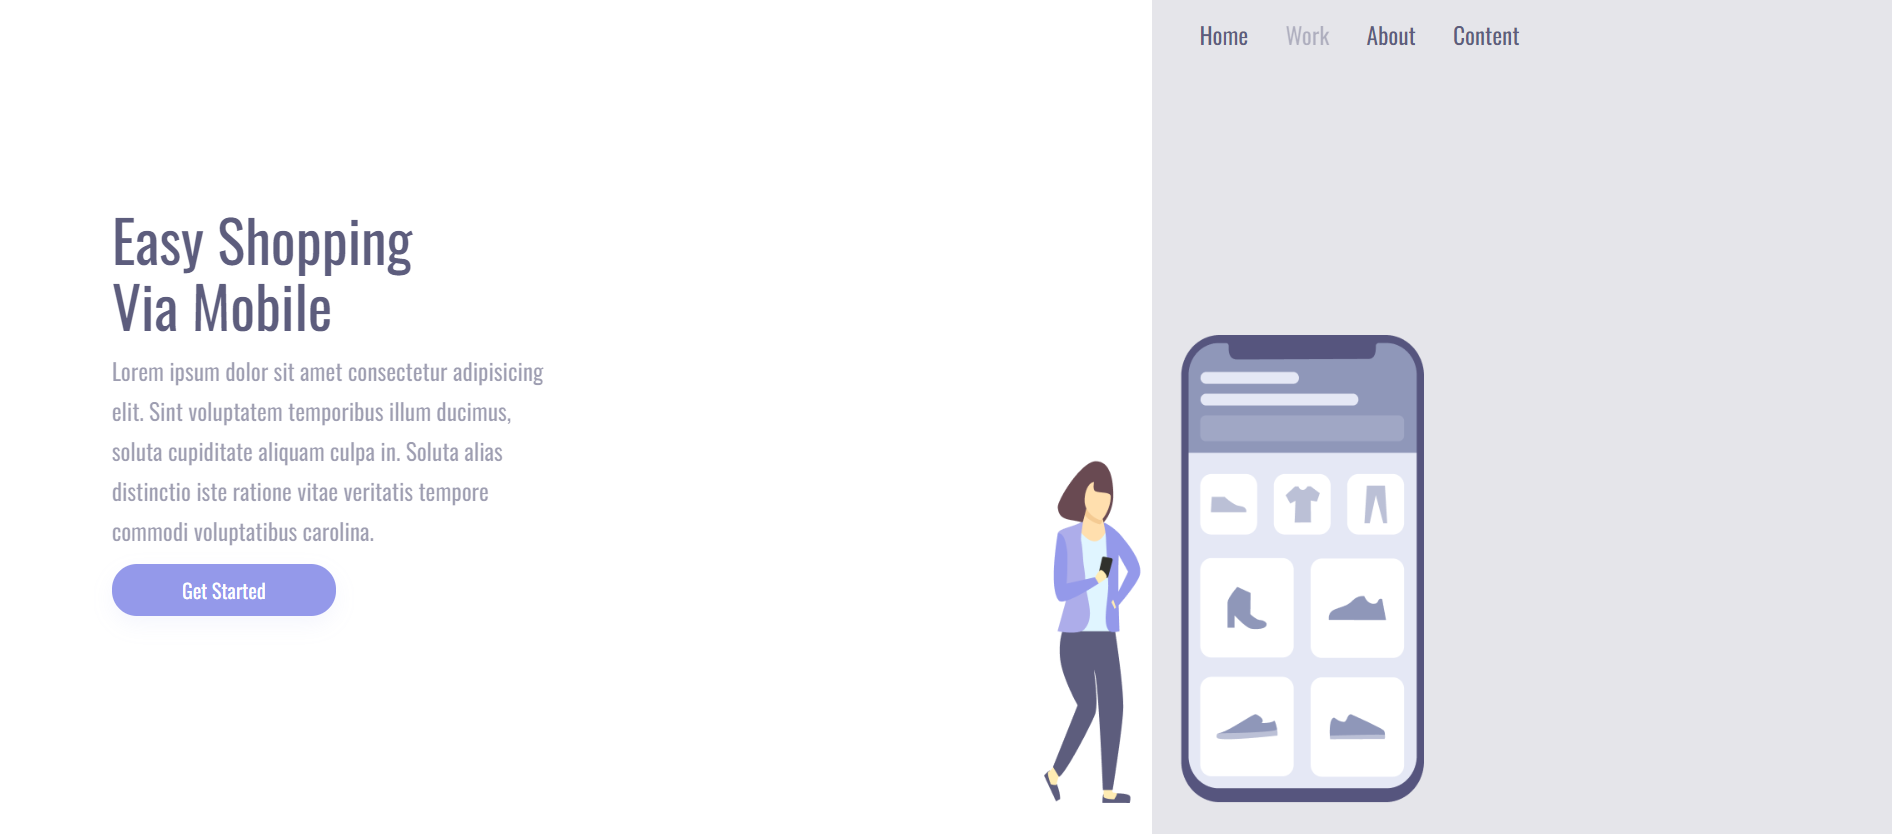 Home Work About Content
Easy Shopping
Via Mobile
Lorem ipsum dolor sit amet consectetur adipisicing
elit. Sint voluptatem temporibus illum ducimus,
soluta cupiditate aliquam culpa in. Soluta alias
distinctio iste ratione vitae veritatis tempore
commodi voluptatibus carolina.
Get Started